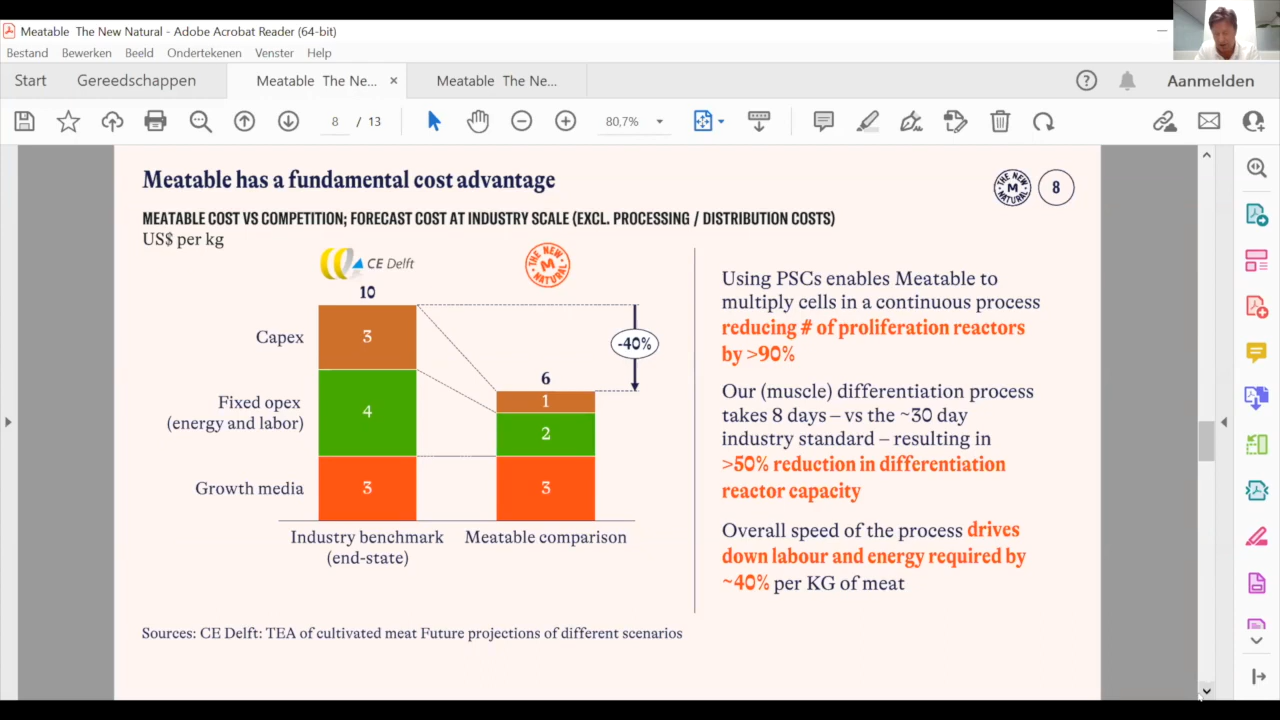 Meatable The New Natural - Adobe Acrobat Reader (64-bit)
Bestand Bewerken Beeld Ondertekenen Venster Help
Start Gereedschappen Meatable The Ne... × Meatable The Ne... Aanmelden
8 / 13 80,7%
Meatable has a fundamental cost advantage
THE NEW NATURAL M
8
MEATABLE COST VS COMPETITION; FORECAST COST AT INDUSTRY SCALE (EXCL. PROCESSING / DISTRIBUTION COSTS)
US$ per kg
CE Delft
THE NEW NATURAL M
10
Capex
3
-40%
6
1
Fixed opex
(energy and labor)
4
2
Growth media
3
3
Industry benchmark
(end-state)
Meatable comparison
Using PSCs enables Meatable to
multiply cells in a continuous process
reducing # of proliferation reactors
by >90%
Our (muscle) differentiation process
takes 8 days – vs the ~30 day
industry standard – resulting in
>50% reduction in differentiation
reactor capacity
Overall speed of the process drives
down labour and energy required by
~40% per KG of meat
Sources: CE Delft: TEA of cultivated meat Future projections of different scenarios